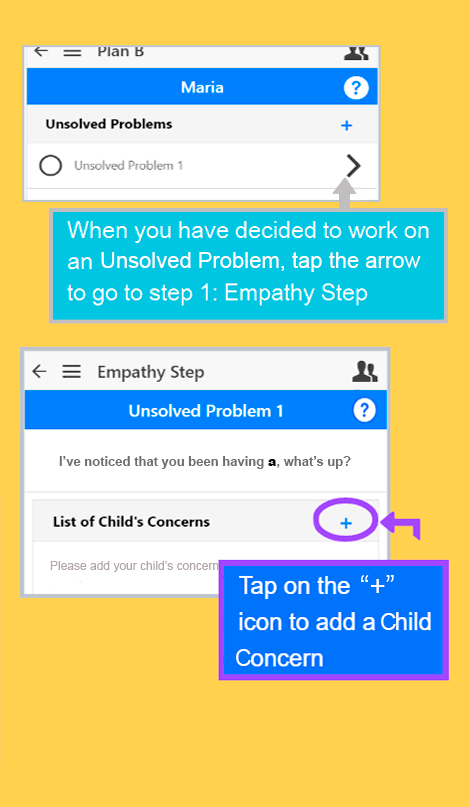 Plan B
Maria
?
Unsolved Problems
+
Unsolved Problem 1
When you have decided to work on
an Unsolved Problem, tap the arrow
to go to step 1: Empathy Step
Empathy Step
Unsolved Problem 1
?
I've noticed that you been having a, what's up?
List of Child's Concerns
+
Please add your child's concern
Tap on the “+”
icon to add a Child
Concern